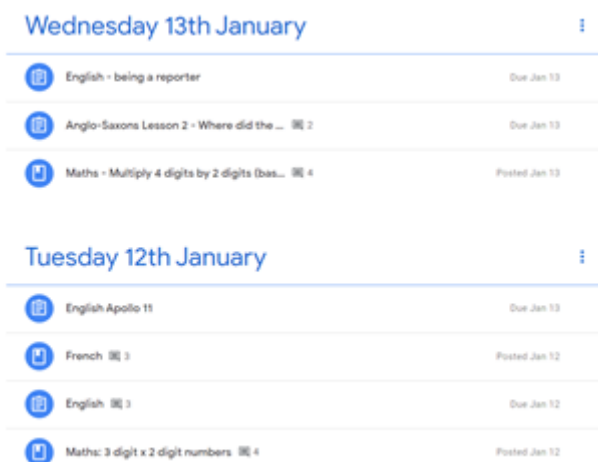 Wednesday 13th January
English - being a reporter Due Jan 13
Anglo-Saxons Lesson 2 - Where did the ... 2 Due Jan 13
Maths - Multiply 4 digits by 2 digits (bas... 4 Posted Jan 13
Tuesday 12th January
English Apollo 11 Due Jan 13
French 3 Posted Jan 12
English 3 Due Jan 12
Maths: 3 digit x 2 digit numbers 4 Posted Jan 12